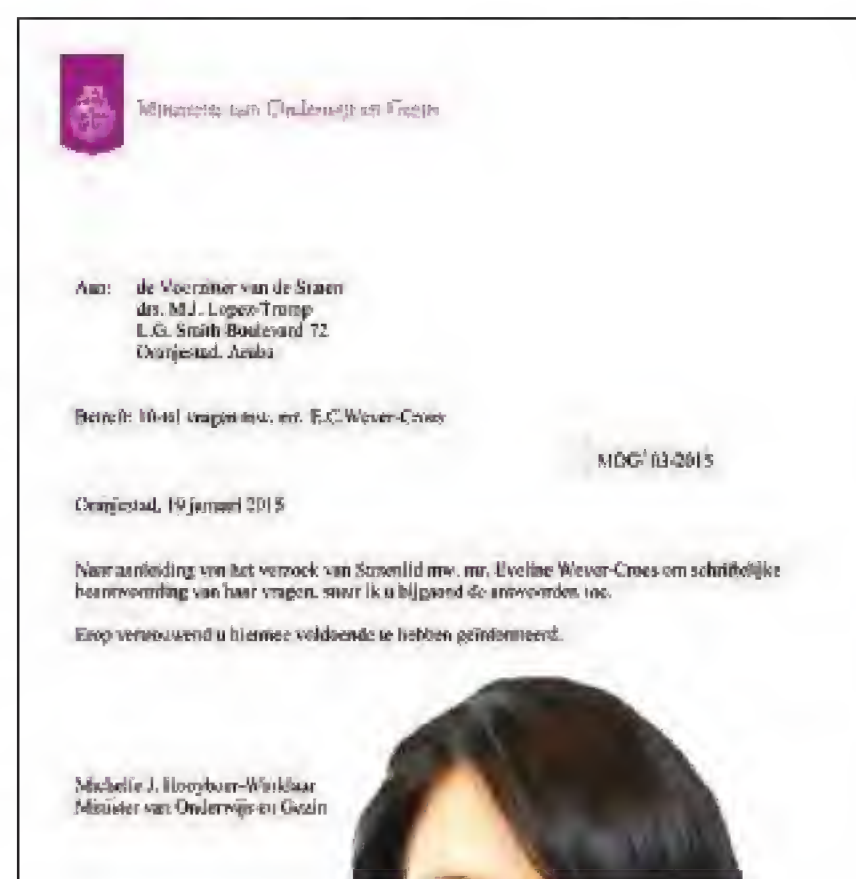 Ministerie van Onderwijs en Gezin
Aan: de Voorzitter van de Staten
drs. M.J. Lopez-Tromp
L.G. Smith Boulevard 72
Oranjestad, Aruba
Betreft: 10-tal vragen mw. mr. E.C. Wever-Croes
03-2015
Oranjestad, 19 januari 2015
Naar aanleiding van het verzoek van Statenlid mw. mr. Eveline Wever-Croes om schriftelijke
beantwoording van haar vragen, stuur ik u bijgaand de antwoorden toe.
Erop vertrouwend u hiermee voldoende te hebben geïnformeerd.
Michelle J. Hooyboer-Winklaar
Minister van Onderwijs en Gezin